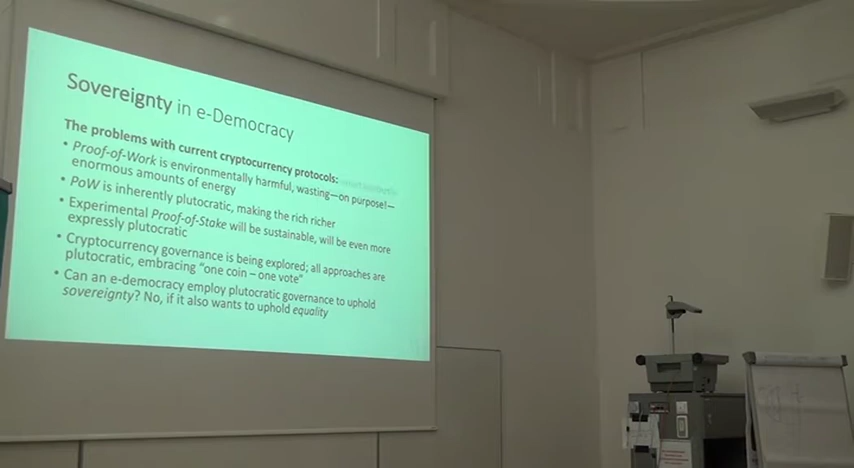 Sovereignty in e-Democracy
The problems with current cryptocurrency protocols:
• Proof-of-Work is environmentally harmful, wasting—on purpose!—
enormous amounts of energy
• PoW is inherently plutocratic, making the rich richer
• Experimental Proof-of-Stake will be sustainable, will be even more
expressly plutocratic
• Cryptocurrency governance is being explored; all approaches are
plutocratic, embracing "one coin – one vote"
• Can an e-democracy employ plutocratic governance to uphold
sovereignty? No, if it also wants to uphold equality